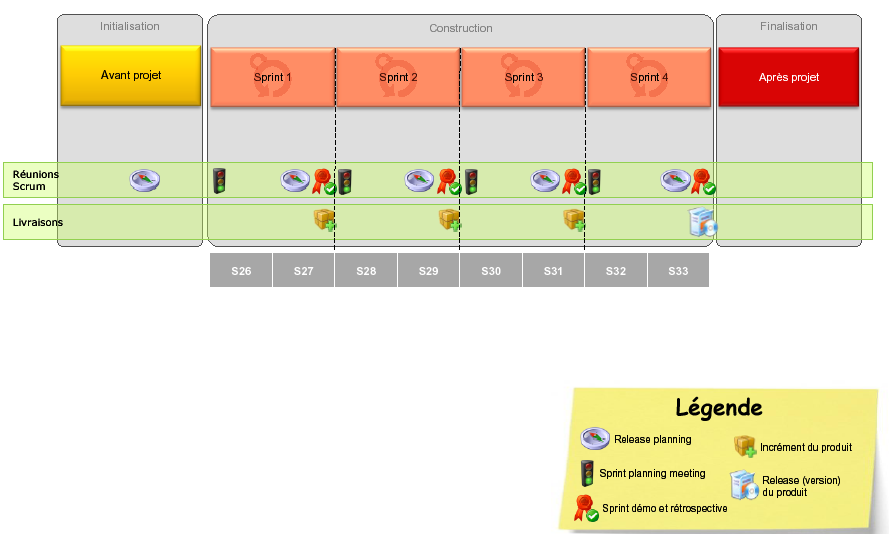 Initialisation
Construction
Finalisation
Avant projet
Sprint 1
Sprint 2
Sprint 3
Sprint 4
Après projet
Réunions
Scrum
Livraisons
S26
S27
S28
S29
S30
S31
S32
S33
Légende
Release planning
Incrément du produit
Sprint planning meeting
Release (version)
du produit
Sprint démo et rétrospective